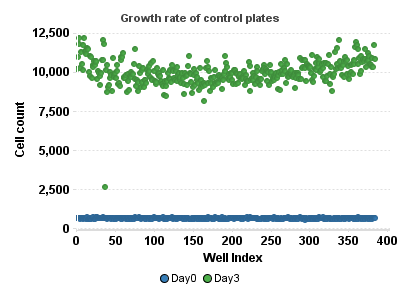 Growth rate of control plates
12,500
10,000
7,500
5,000
2,500
0
Cell count
0 50 100 150 200 250 300 350 400
Well Index
Day0 Day3